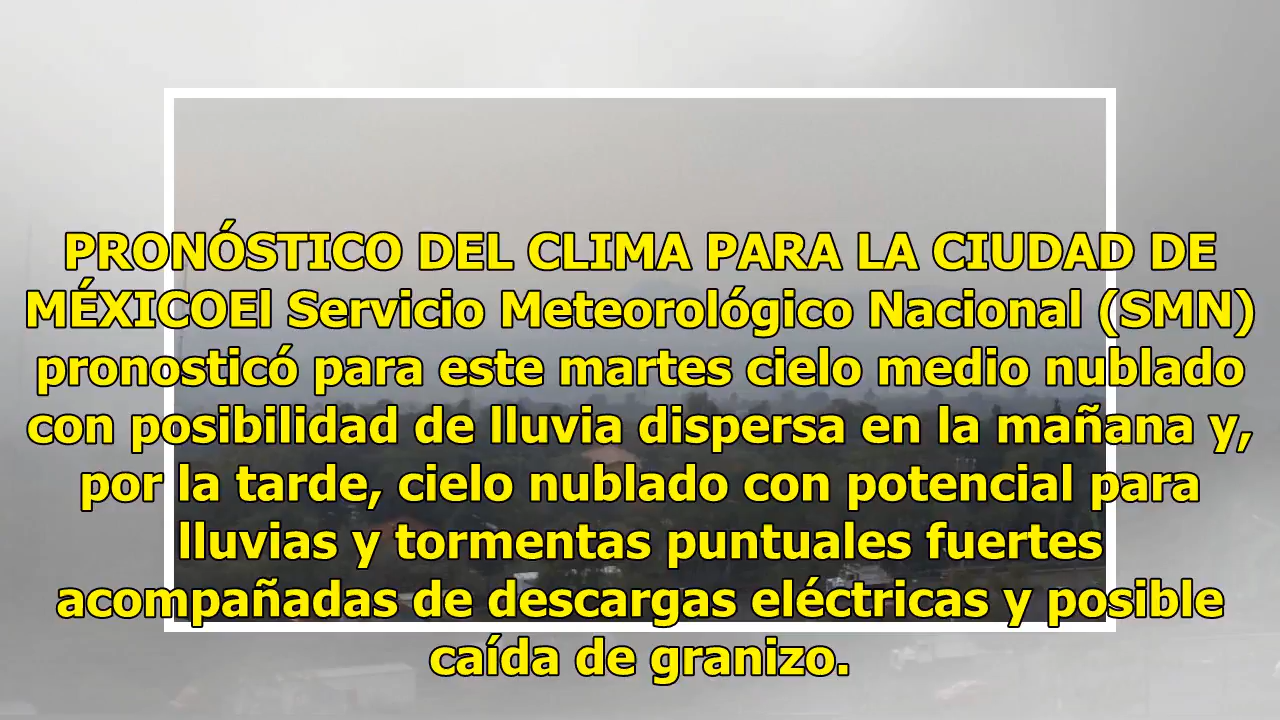 PRONÓSTICO DEL CLIMA PARA LA CIUDAD DE
MÉXICOEl Servicio Meteorológico Nacional (SMN)
pronosticó para este martes cielo medio nublado
con posibilidad de lluvia dispersa en la mañana y,
por la tarde, cielo nublado con potencial para
lluvias y tormentas puntuales fuertes
acompañadas de descargas eléctricas y posible
caída de granizo.